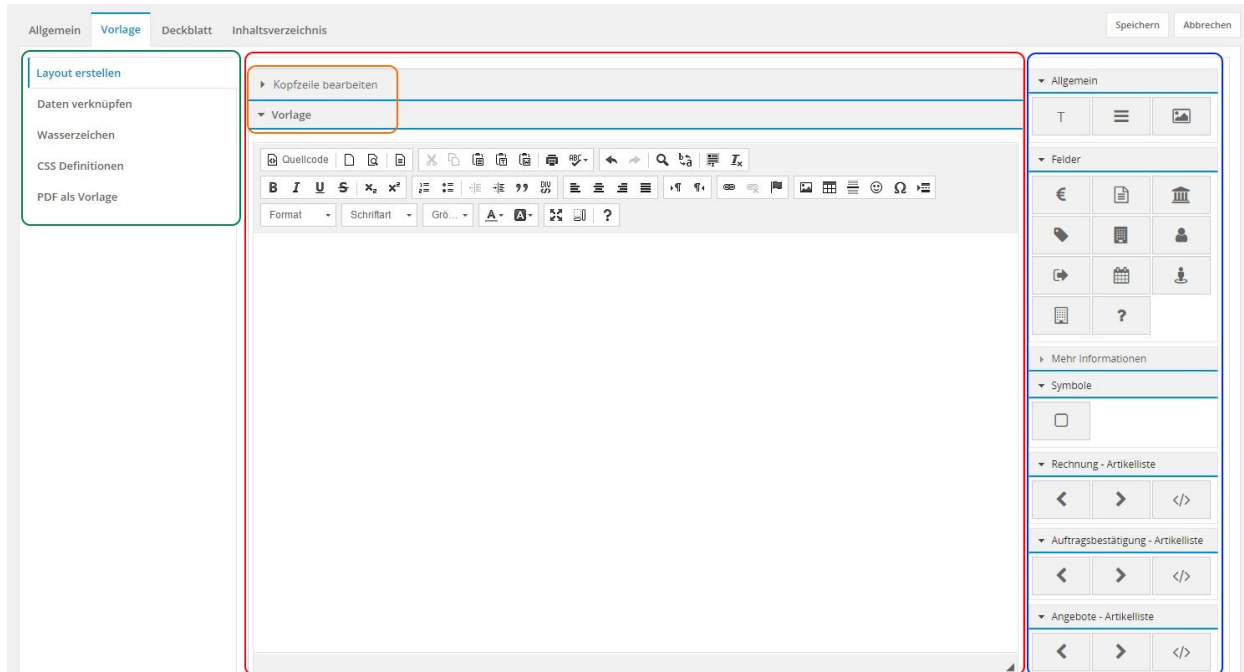 Allgemein Vorlage Deckblatt Inhaltsverzeichnis Speichern Abbrechen
Layout erstellen
Daten verknüpfen
Wasserzeichen
CSS Definitionen
PDF als Vorlage
Kopfzeile bearbeiten
Vorlage
Quellcode
Format Schriftart Grö... A A ?
Allgemein
T
Felder
€
?
Mehr Informationen
Symbole
Rechnung - Artikelliste
</>
Auftragsbestätigung - Artikelliste
</>
Angebote - Artikelliste
</>